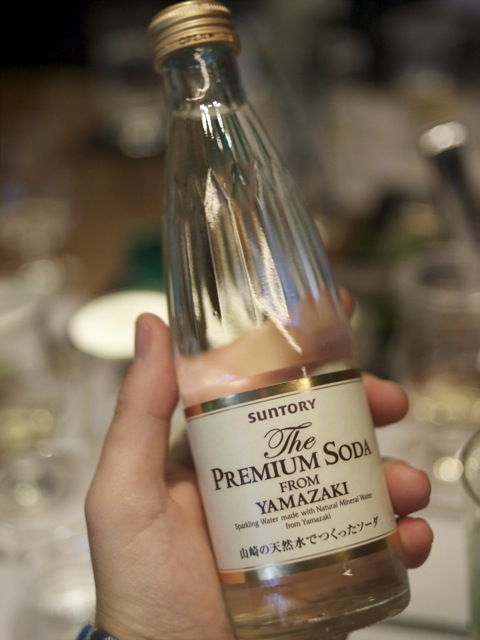 SUNTORY
The
PREMIUM SODA
FROM
YAMAZAKI
Sparkling Water made with Natural Mineral Water
from Yamazaki
山崎の天然水でつくったソーダ